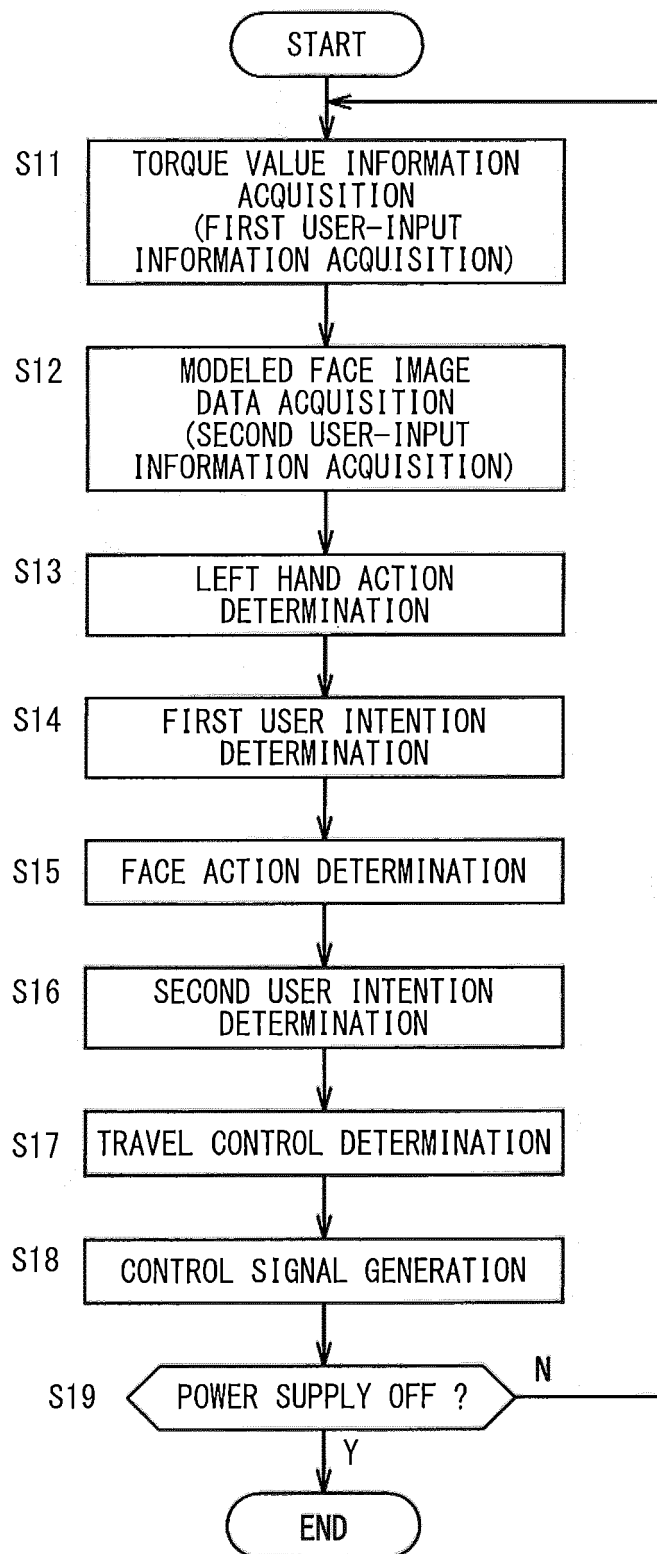 START
S11
TORQUE VALUE INFORMATION
ACQUISITION
(FIRST USER-INPUT
INFORMATION ACQUISITION)
S12
MODELED FACE IMAGE
DATA ACQUISITION
(SECOND USER-INPUT
INFORMATION ACQUISITION)
S13
LEFT HAND ACTION
DETERMINATION
S14
FIRST USER INTENTION
DETERMINATION
S15
FACE ACTION DETERMINATION
S16
SECOND USER INTENTION
DETERMINATION
S17
TRAVEL CONTROL DETERMINATION
S18
CONTROL SIGNAL GENERATION
S19
POWER SUPPLY OFF ?
N
Y
END